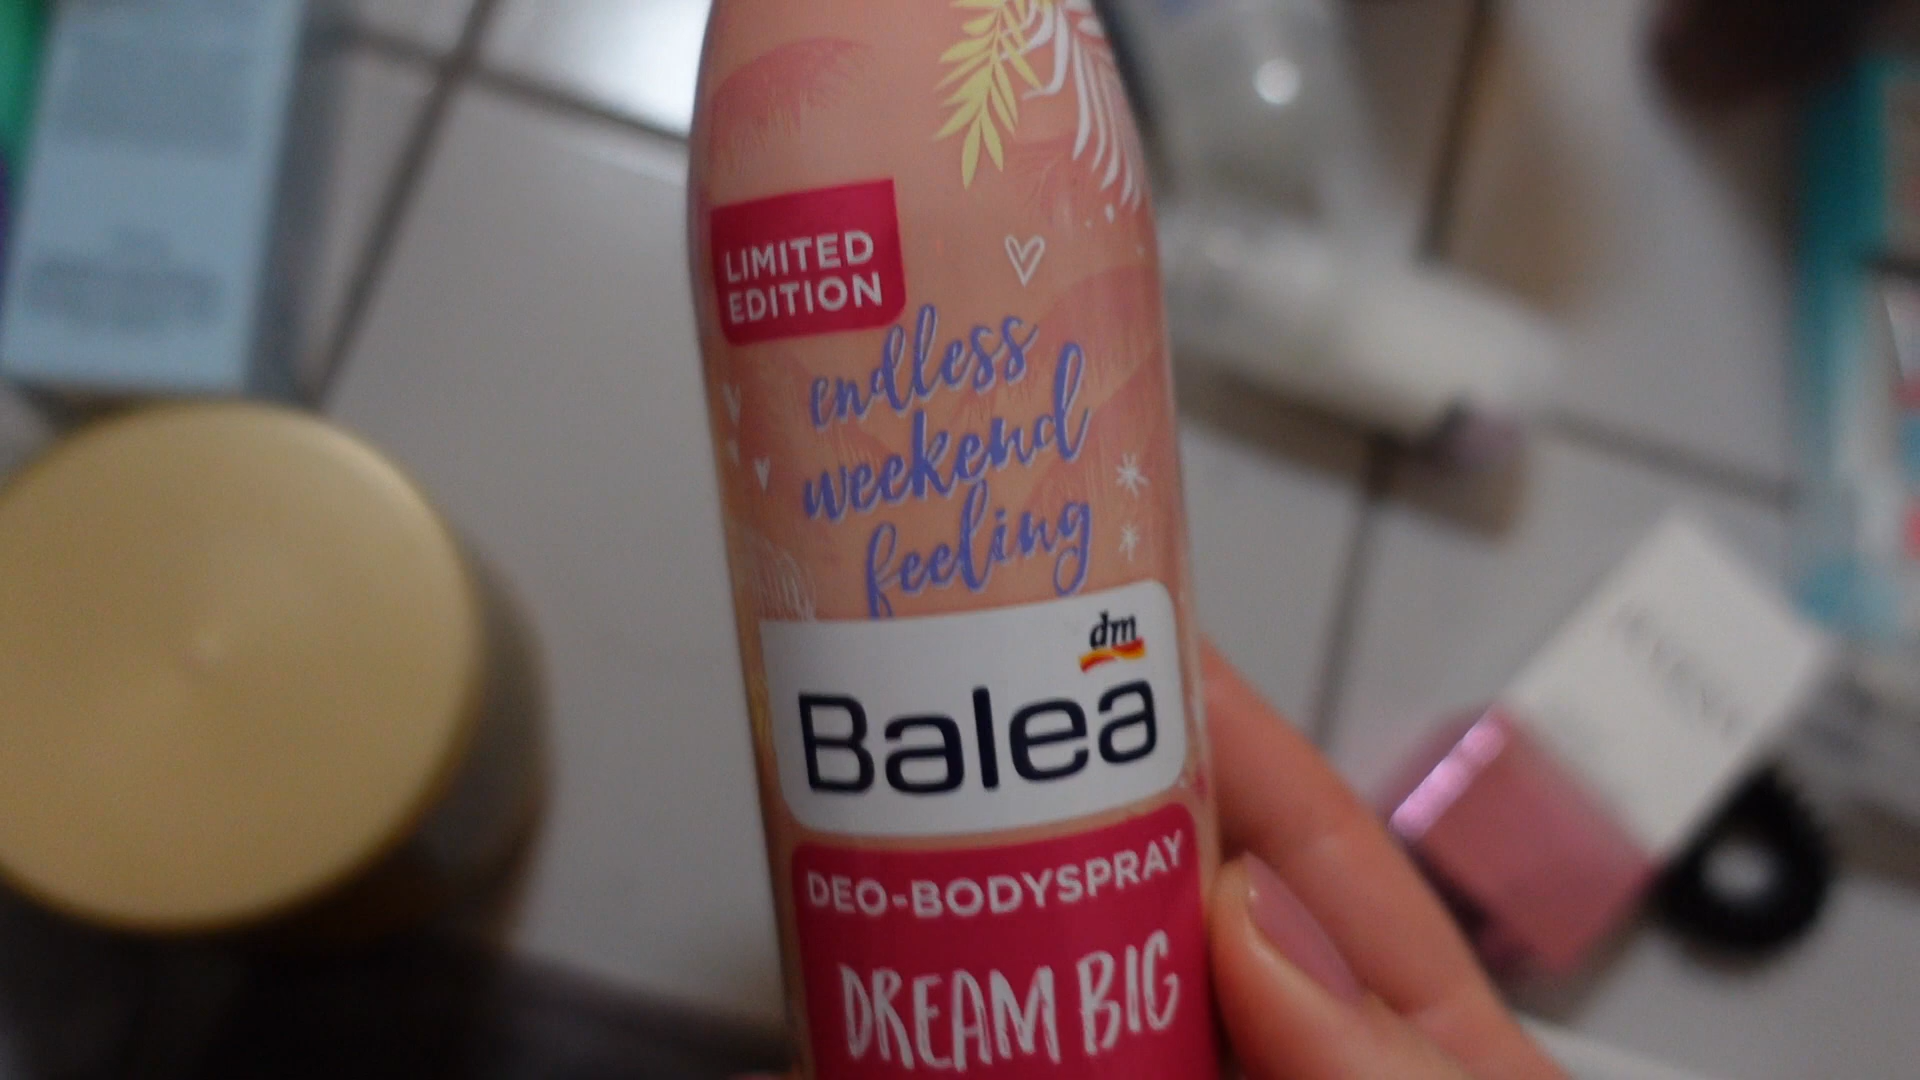 LIMITED
EDITION
endless
weekend
feeling
dm
Balea
DEO-BODYSPRAY
DREAM BIG